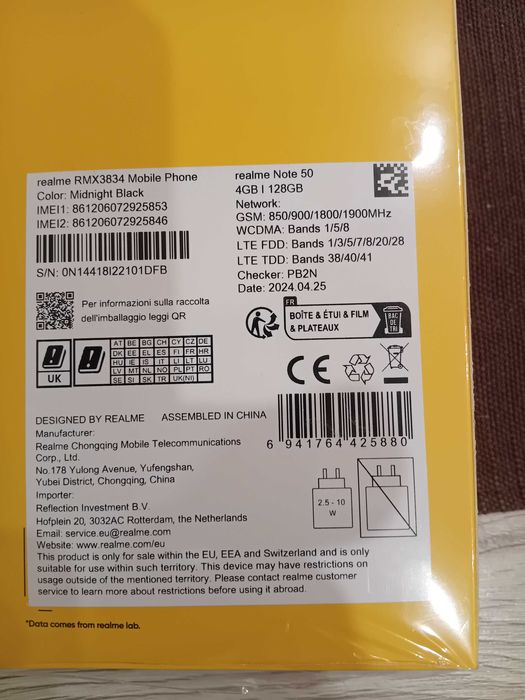 realme RMX3834 Mobile Phone
Color: Midnight Black
IMEI1: 861206072925853
IMEI2: 861206072925846
S/N: 0N14418I22101DFB
realme Note 50
4GB | 128GB
Network:
GSM: 850/900/1800/1900MHz
WCDMA: Bands 1/5/8
LTE FDD: Bands 1/3/5/7/8/20/28
LTE TDD: Bands 38/40/41
Checker: PB2N
Date: 2024.04.25
Per informazioni sulla raccolta
dell'imballaggio leggi QR
FR
BOÎTE & ÉTUI & FILM
& PLATEAUX
BAC
DE
TRI
UK
AT BE BG CH CY CZ DE
DK EE EL ES FI FR HR
HU IE IS IT LI LT LU
LV MT NL NO PL PT RO
SE SI SK TR UK(NI)
CE
DESIGNED BY REALME ASSEMBLED IN CHINA
Manufacturer:
Realme Chongqing Mobile Telecommunications
Corp., Ltd.
No.178 Yulong Avenue, Yufengshan,
Yubei District, Chongqing, China
Importer:
Reflection Investment B.V.
Hofplein 20, 3032AC Rotterdam, the Netherlands
Email: service.eu@realme.com
Website: www.realme.com/eu
6 941764 425880
2.5 - 10
W
This product is only for sale within the EU, EEA and Switzerland and is only
suitable for use within such territory. This device may have restrictions on
usage outside of the mentioned territory. Please contact realme customer
service to learn more about restrictions before using it abroad.
*Data comes from realme lab.